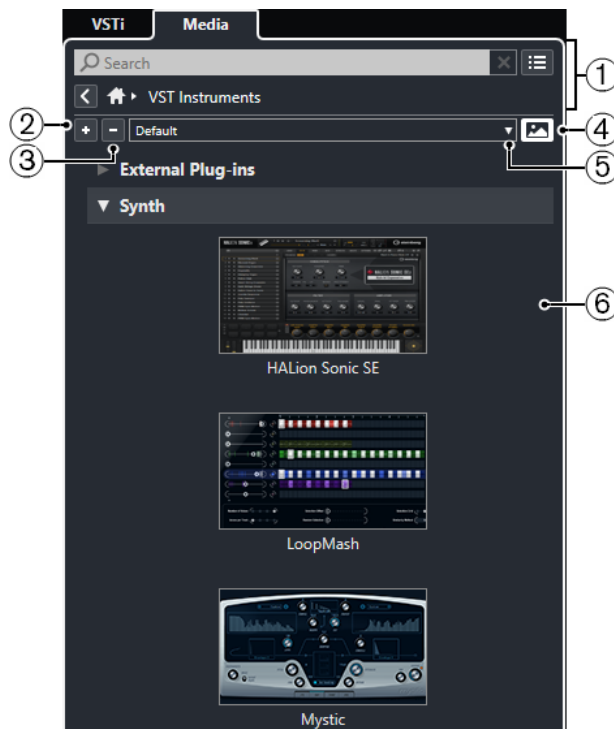 VSTi Media
Search
VST Instruments
Default
External Plug-ins
Synth
HALion Sonic SE
LoopMash
Mystic
1
2
3
4
5
6